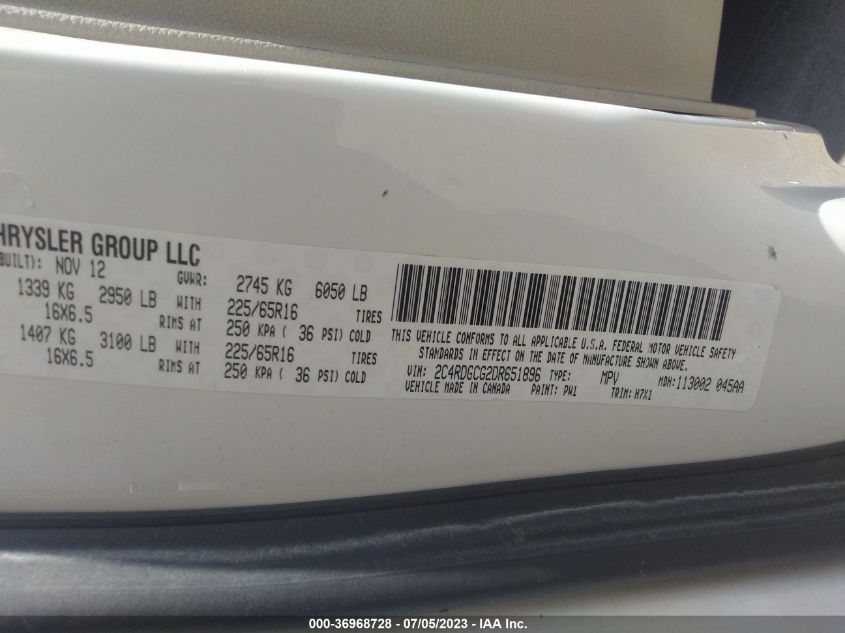 HRYSLER GROUP LLC
BUILT): NOV 12 GVWR: 2745 KG 6050 LB
1339 KG 2950 LB WITH 225/65R16 TIRES
16X6.5 RIMS AT 250 KPA ( 36 PSI) COLD
1407 KG 3100 LB WITH 225/65R16 TIRES
16X6.5 RIMS AT 250 KPA ( 36 PSI) COLD
THIS VEHICLE CONFORMS TO ALL APPLICABLE U.S.A. FEDERAL MOTOR VEHICLE SAFETY
STANDARDS IN EFFECT ON THE DATE OF MANUFACTURE SHOWN ABOVE.
VIN: 2C4RDGCG2DR651896 TYPE: MPV MDH:113002 045AA
VEHICLE MADE IN CANADA PAINT: PW1 TRIM: H7X1
000-36968728 - 07/05/2023 - IAA Inc.